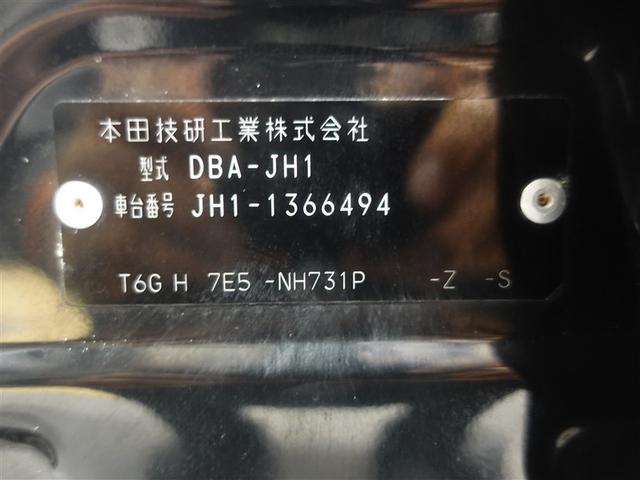 本田技研工業株式会社
型式 DBA-JH1
車台番号 JH1-1366494
T6G H 7E5 -NH731P -Z -S